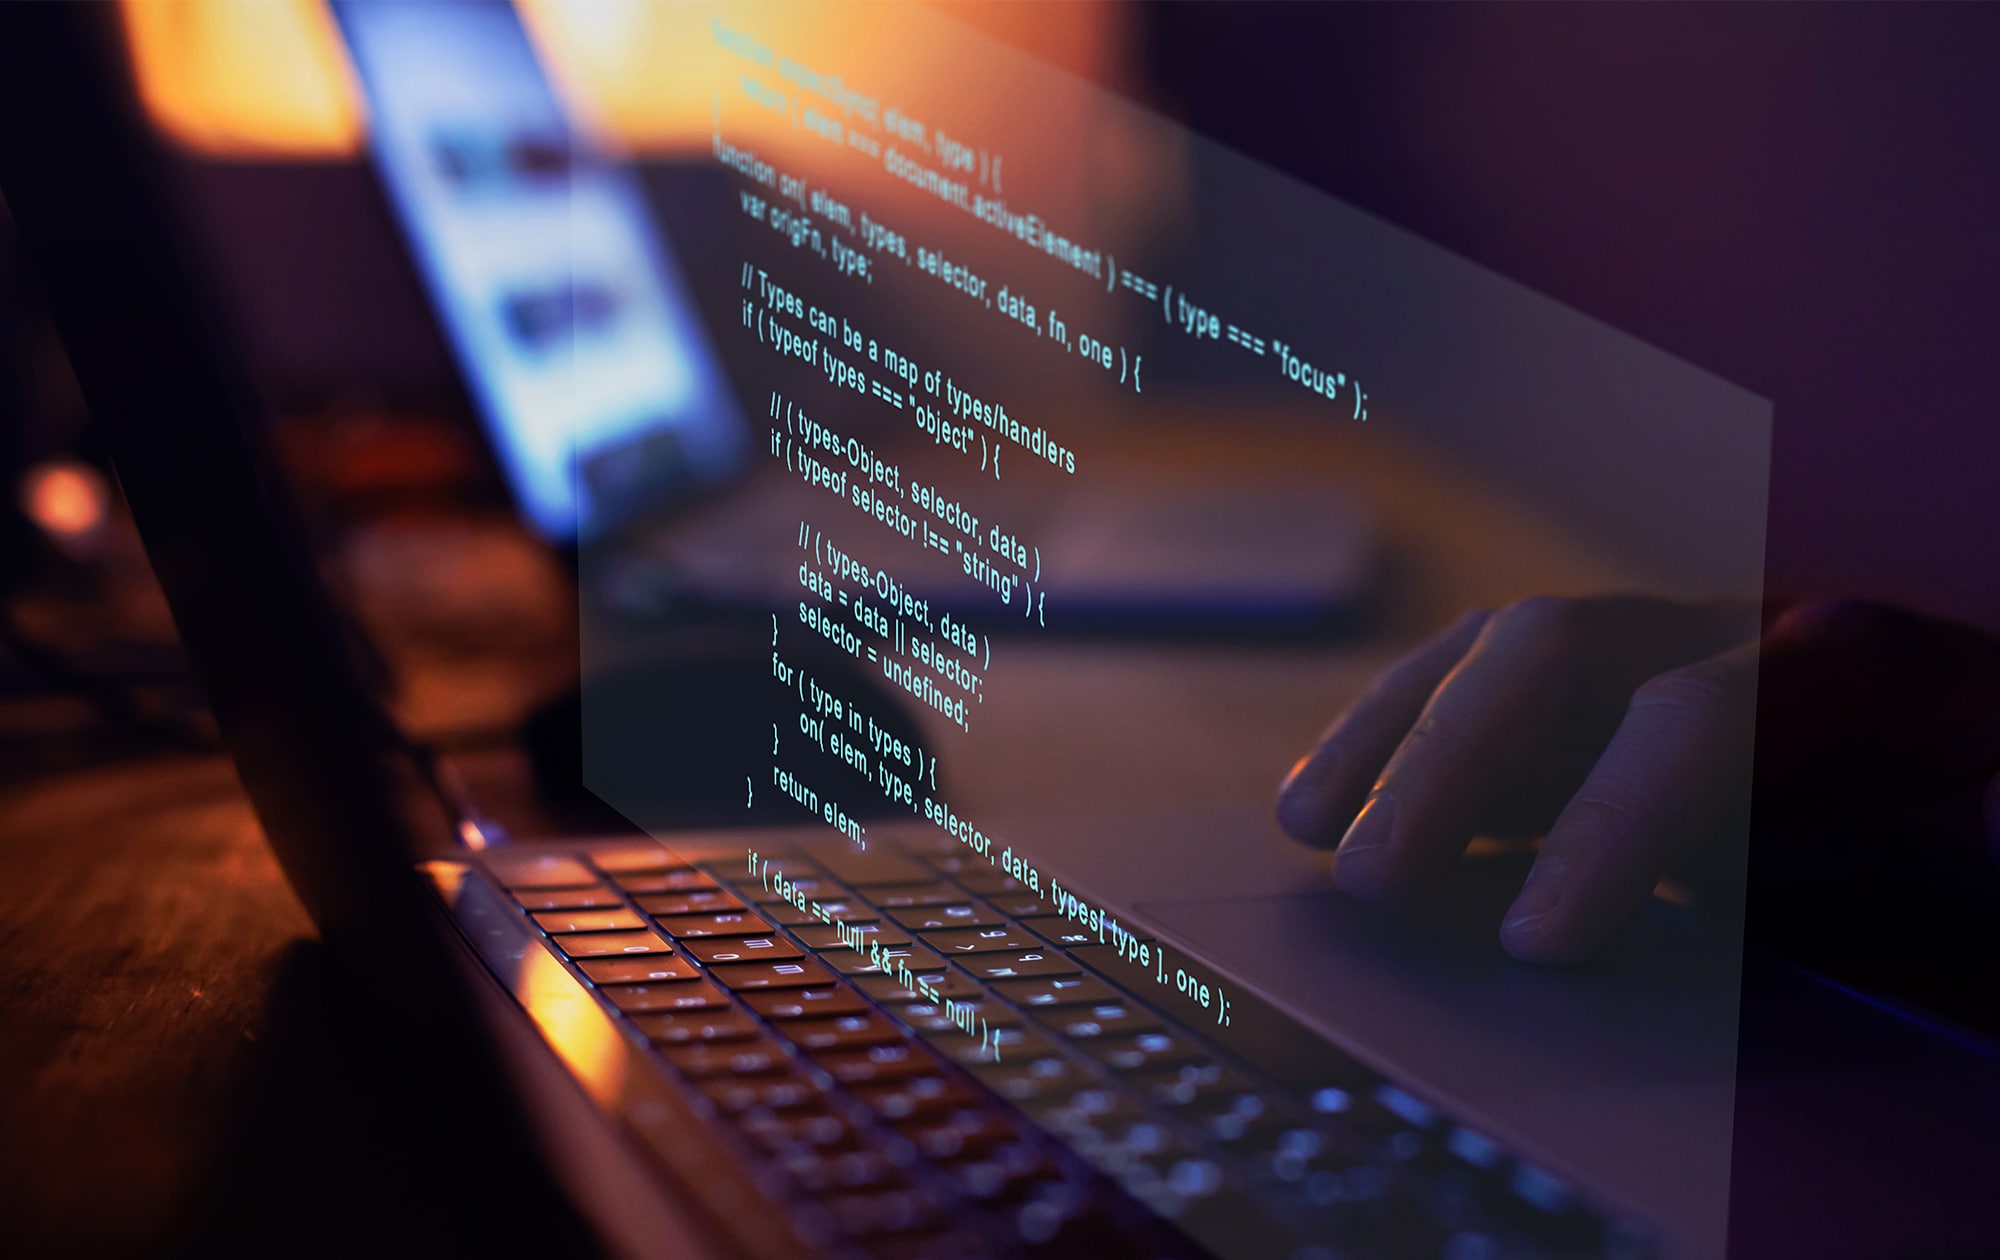 function expectSync( elem, type ) {
return ( elem === document.activeElement ) === ( type === "focus" );
}
function on( elem, types, selector, data, fn, one ) {
var origFn, type;
// Types can be a map of types/handlers
if ( typeof types === "object" ) {
// ( types-Object, selector, data )
if ( typeof selector !== "string" ) {
// ( types-Object, data )
data = data || selector;
selector = undefined;
}
for ( type in types ) {
on( elem, type, selector, data, types[ type ], one );
}
return elem;
}
if ( data == null && fn == null ) {